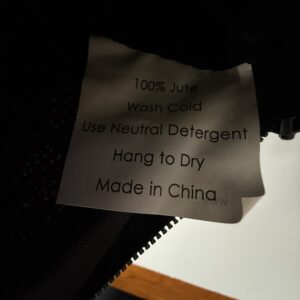 100% Jute
Wash Cold
Use Neutral Detergent
Hang to Dry
Made in China